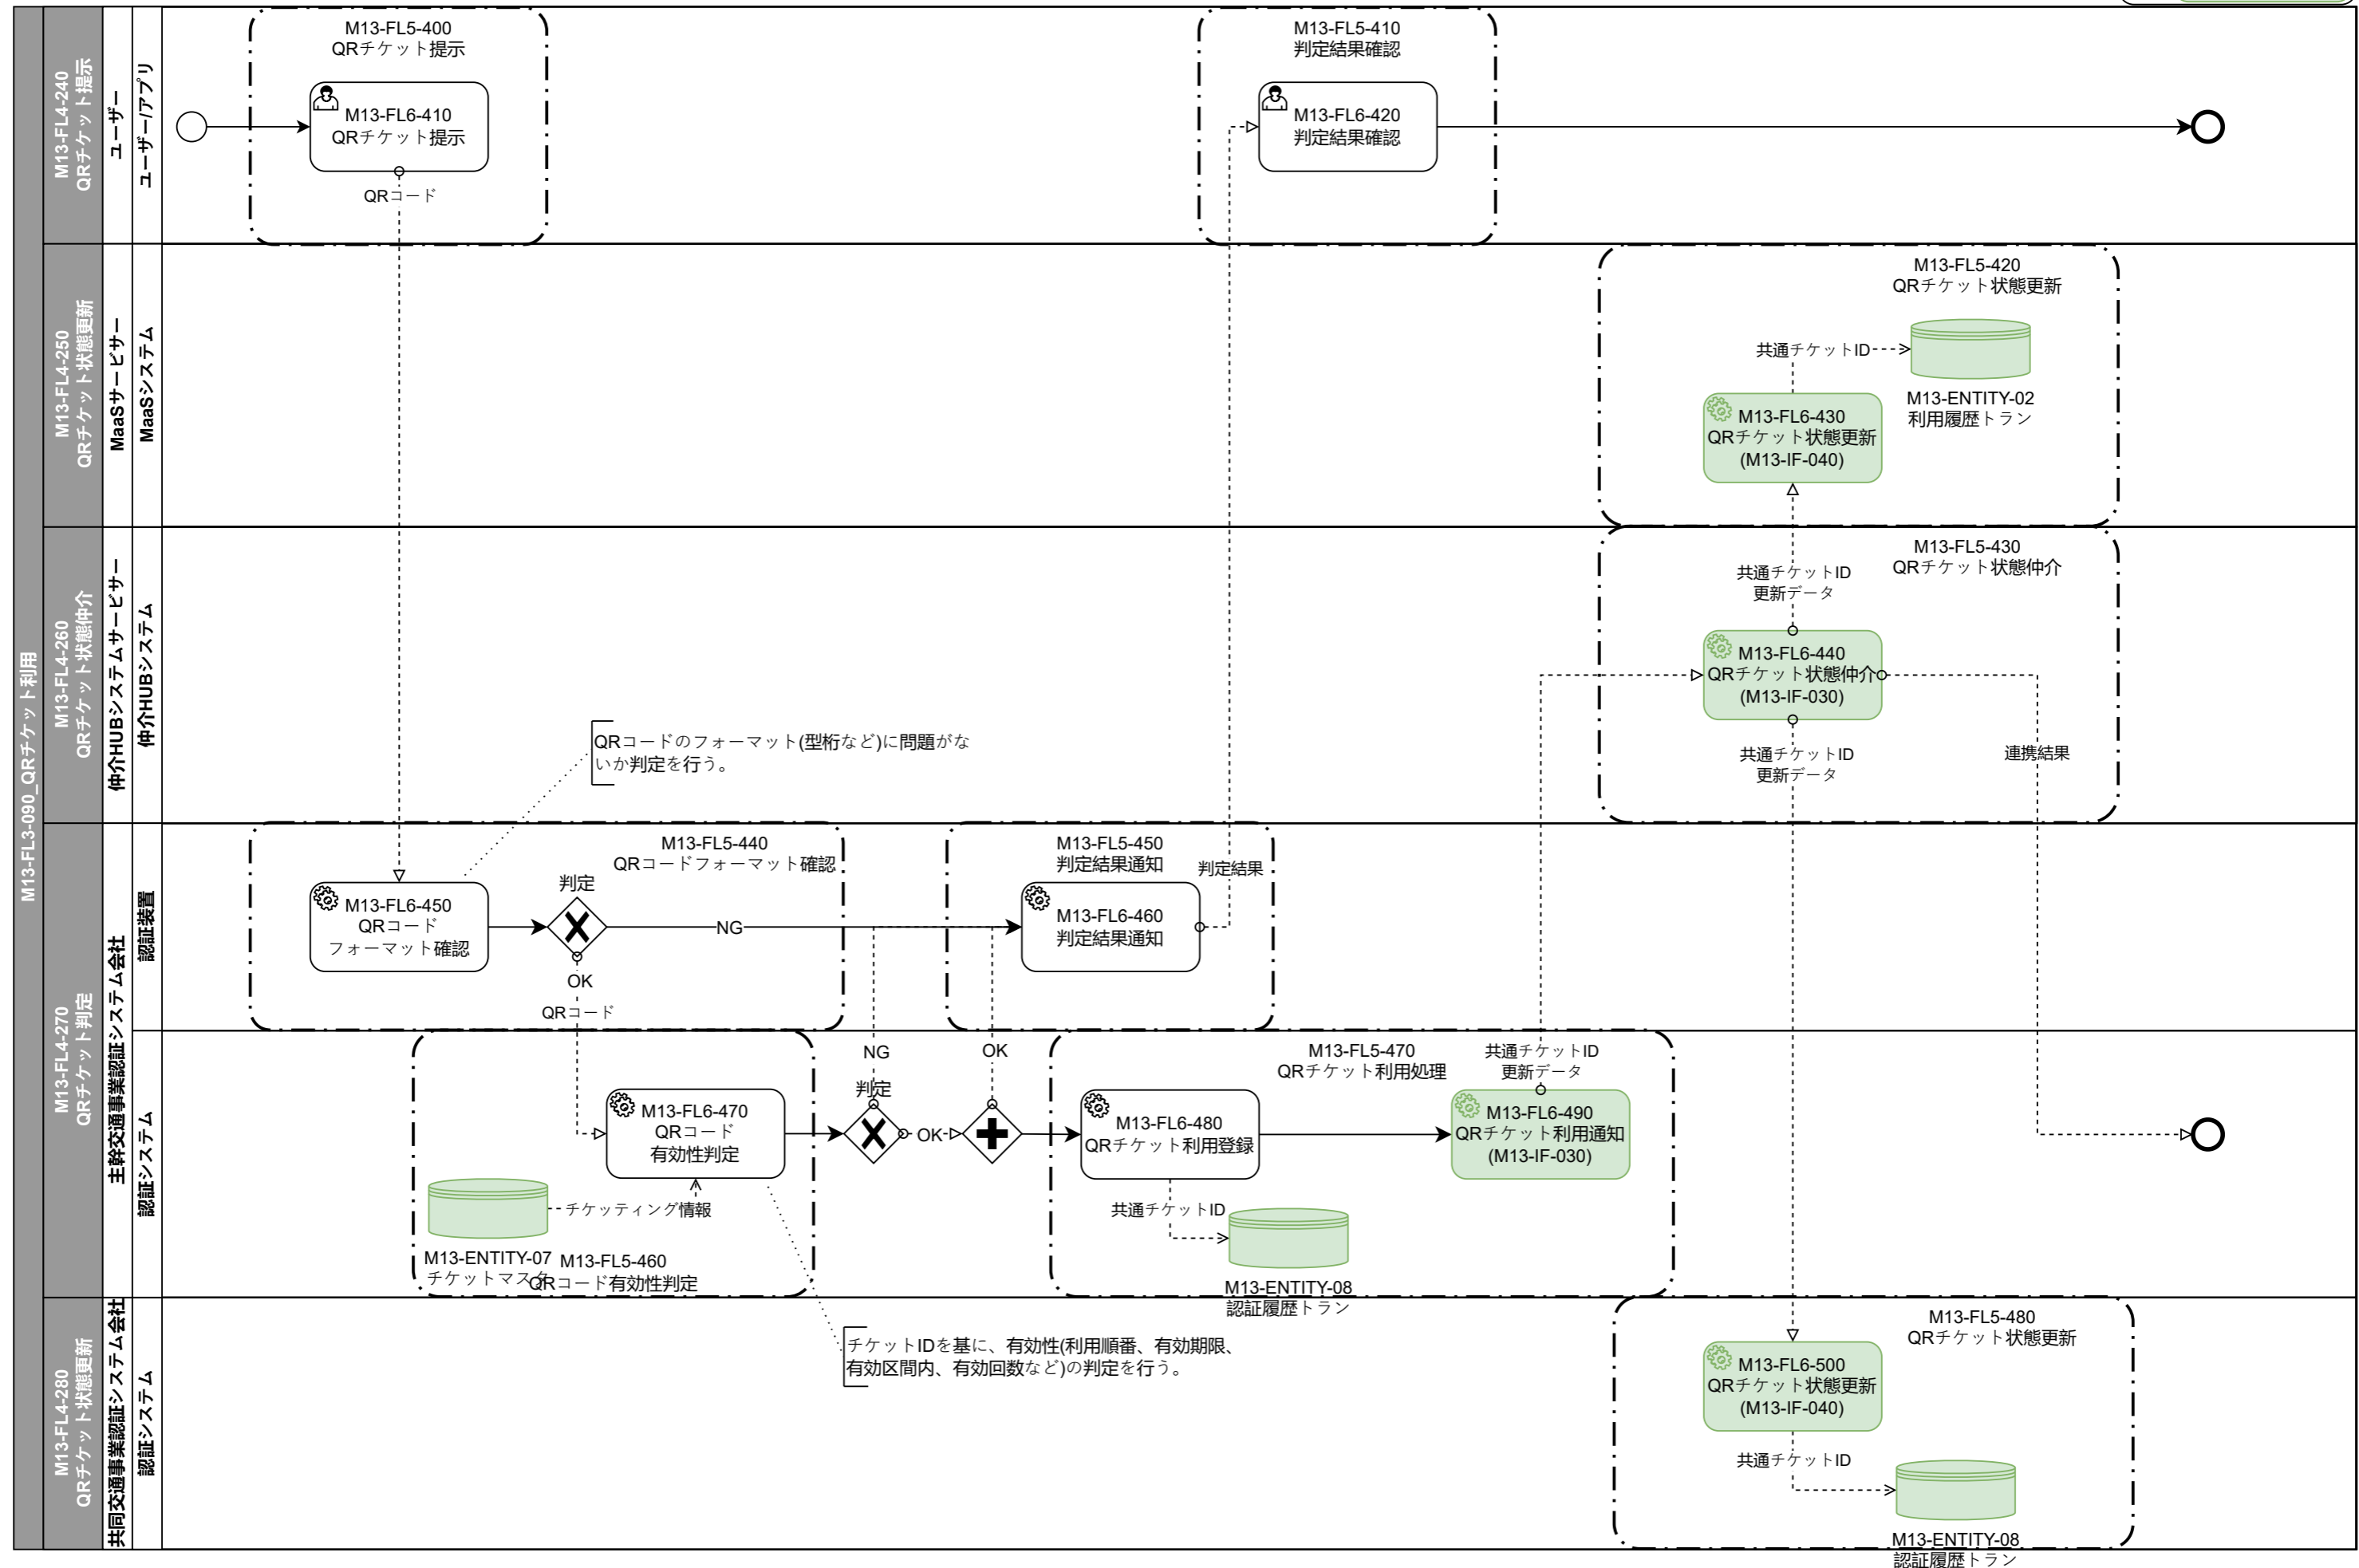 M13-FL3-090_QRチケット利用
M13-FL4-240
QRチケット提示
ユーザー
ユーザー/アプリ
M13-FL5-400
QRチケット提示
M13-FL6-410
QRチケット提示
QRコード
M13-FL5-410
判定結果確認
M13-FL6-420
判定結果確認
M13-FL4-250
QRチケット状態更新
MaaSサービサー
MaaSシステム
M13-FL5-420
QRチケット状態更新
共通チケットID
M13-ENTITY-02
利用履歴トラン
M13-FL6-430
QRチケット状態更新
(M13-IF-040)
M13-FL4-260
QRチケット状態仲介
仲介HUBシステムサービサー
仲介HUBシステム
M13-FL5-430
QRチケット状態仲介
共通チケットID
更新データ
M13-FL6-440
QRチケット状態仲介
(M13-IF-030)
共通チケットID
更新データ
連携結果
QRコードのフォーマット(型桁など)に問題がな
いか判定を行う。
M13-FL4-270
QRチケット判定
主幹交通事業認証システム会社
認証装置
M13-FL5-440
QRコードフォーマット確認
M13-FL6-450
QRコード
フォーマット確認
判定
NG
OK
QRコード
M13-FL5-450
判定結果通知
M13-FL6-460
判定結果通知
判定結果
認証システム
M13-FL6-470
QRコード
有効性判定
チケッティング情報
M13-ENTITY-07
チケットマスタ
M13-FL5-460
QRコード有効性判定
NG
判定
OK
OK
M13-FL5-470
QRチケット利用処理
M13-FL6-480
QRチケット利用登録
共通チケットID
M13-ENTITY-08
認証履歴トラン
共通チケットID
更新データ
M13-FL6-490
QRチケット利用通知
(M13-IF-030)
チケットIDを基に、有効性(利用順番、有効期限、
有効区間内、有効回数など)の判定を行う。
M13-FL4-280
QRチケット状態更新
共同交通事業認証システム会社
認証システム
M13-FL5-480
QRチケット状態更新
M13-FL6-500
QRチケット状態更新
(M13-IF-040)
共通チケットID
M13-ENTITY-08
認証履歴トラン